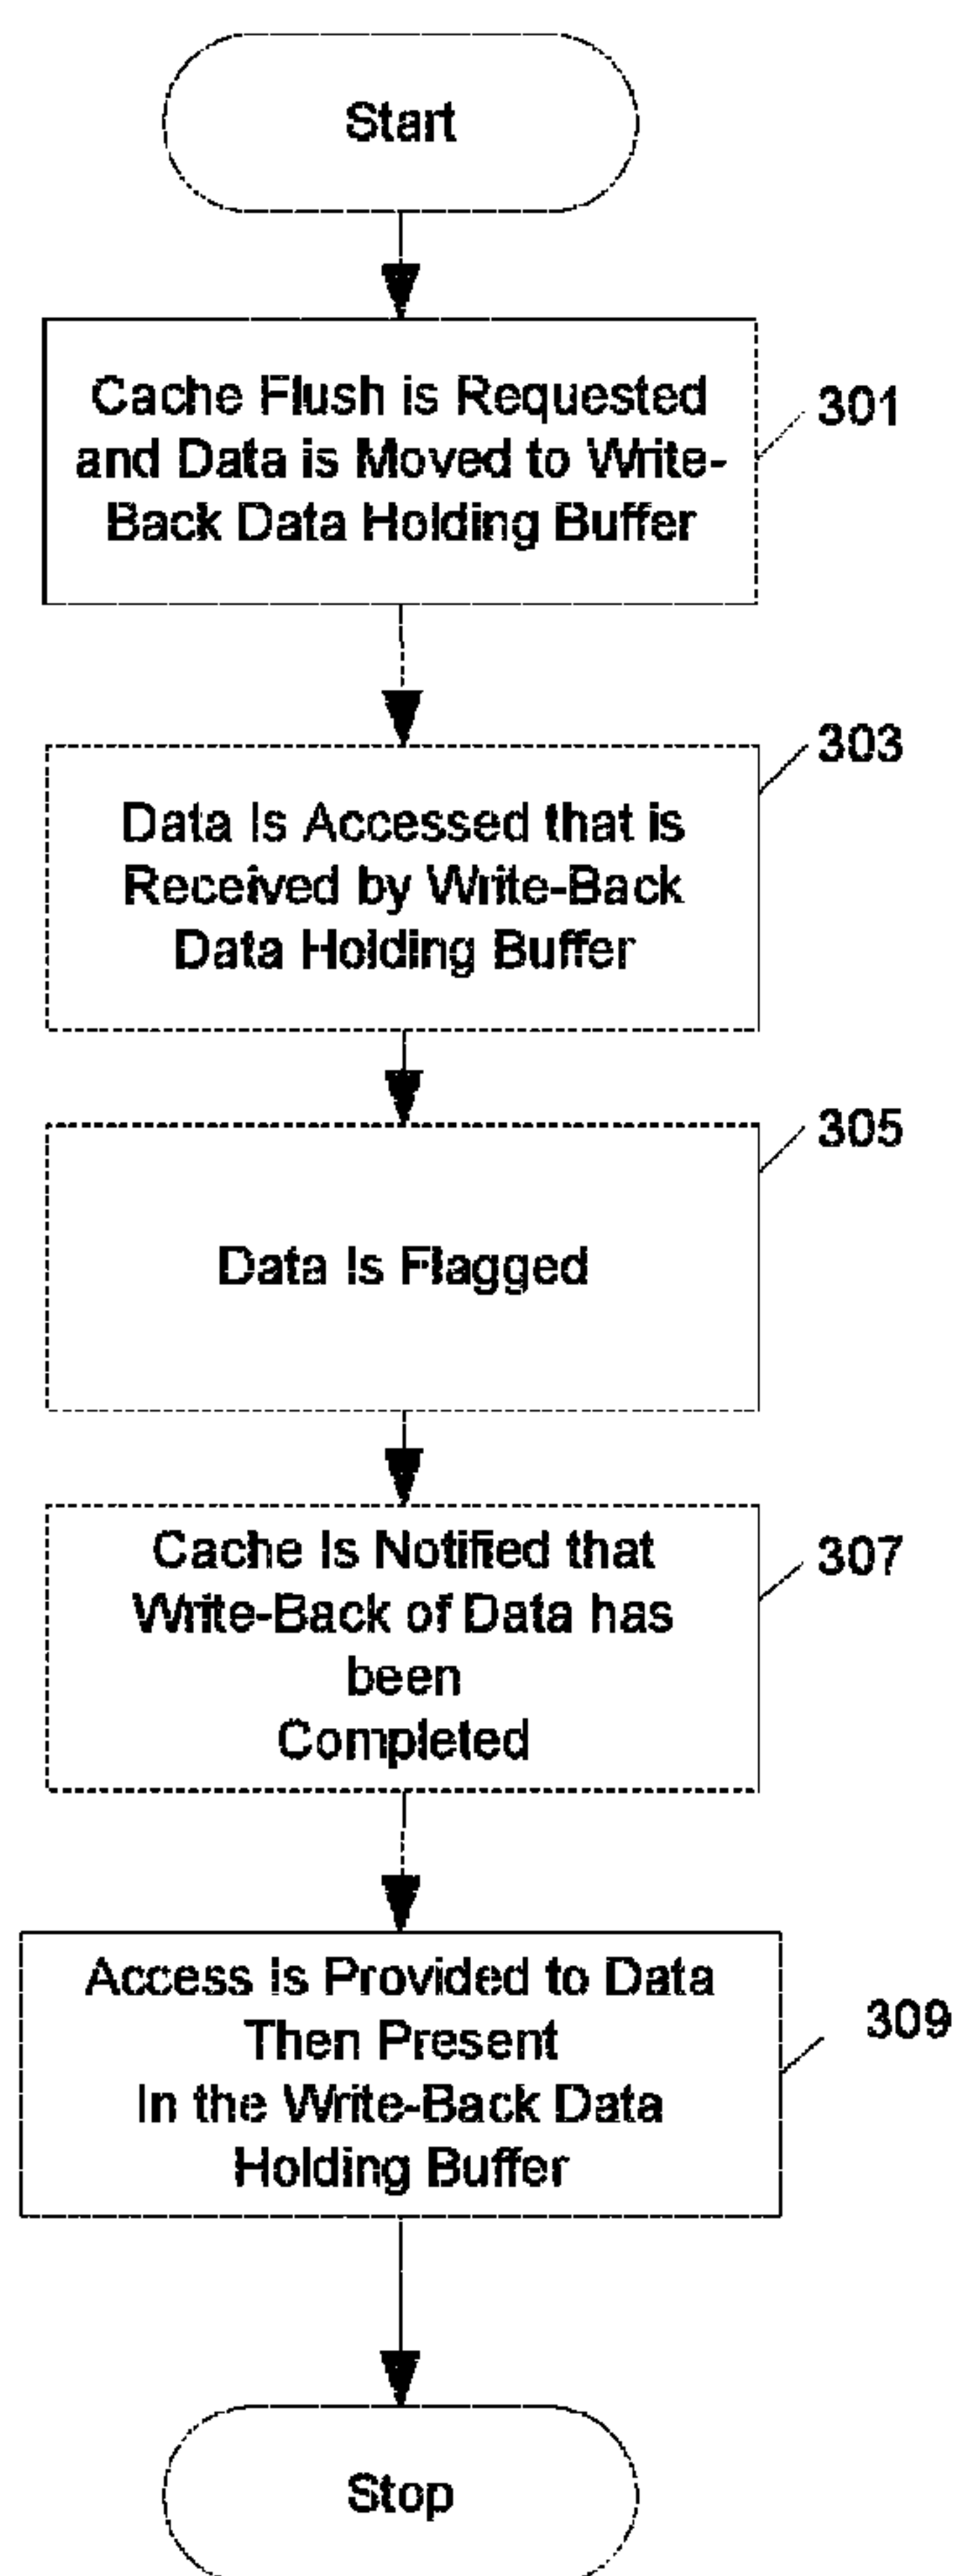 Start
Cache Flush is Requested
and Data is Moved to Write-
Back Data Holding Buffer
301
303
Data Is Accessed that is
Received by Write-Back
Data Holding Buffer
305
Data Is Flagged
Cache Is Notified that
Write-Back of Data has
been
Completed
307
Access is Provided to Data
Then Present
In the Write-Back Data
Holding Buffer
309
Stop